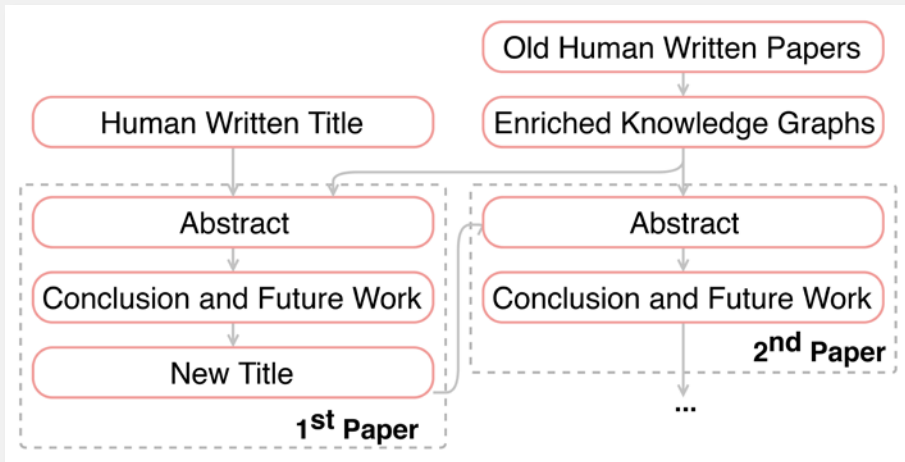 Old Human Written Papers
Human Written Title
Enriched Knowledge Graphs
Abstract
Abstract
Conclusion and Future Work
Conclusion and Future Work
New Title
2nd Paper
...
1st Paper